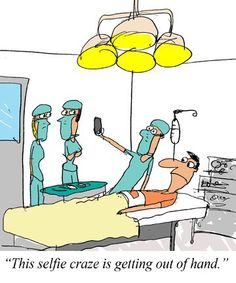 “This selfie craze is getting out of hand.”